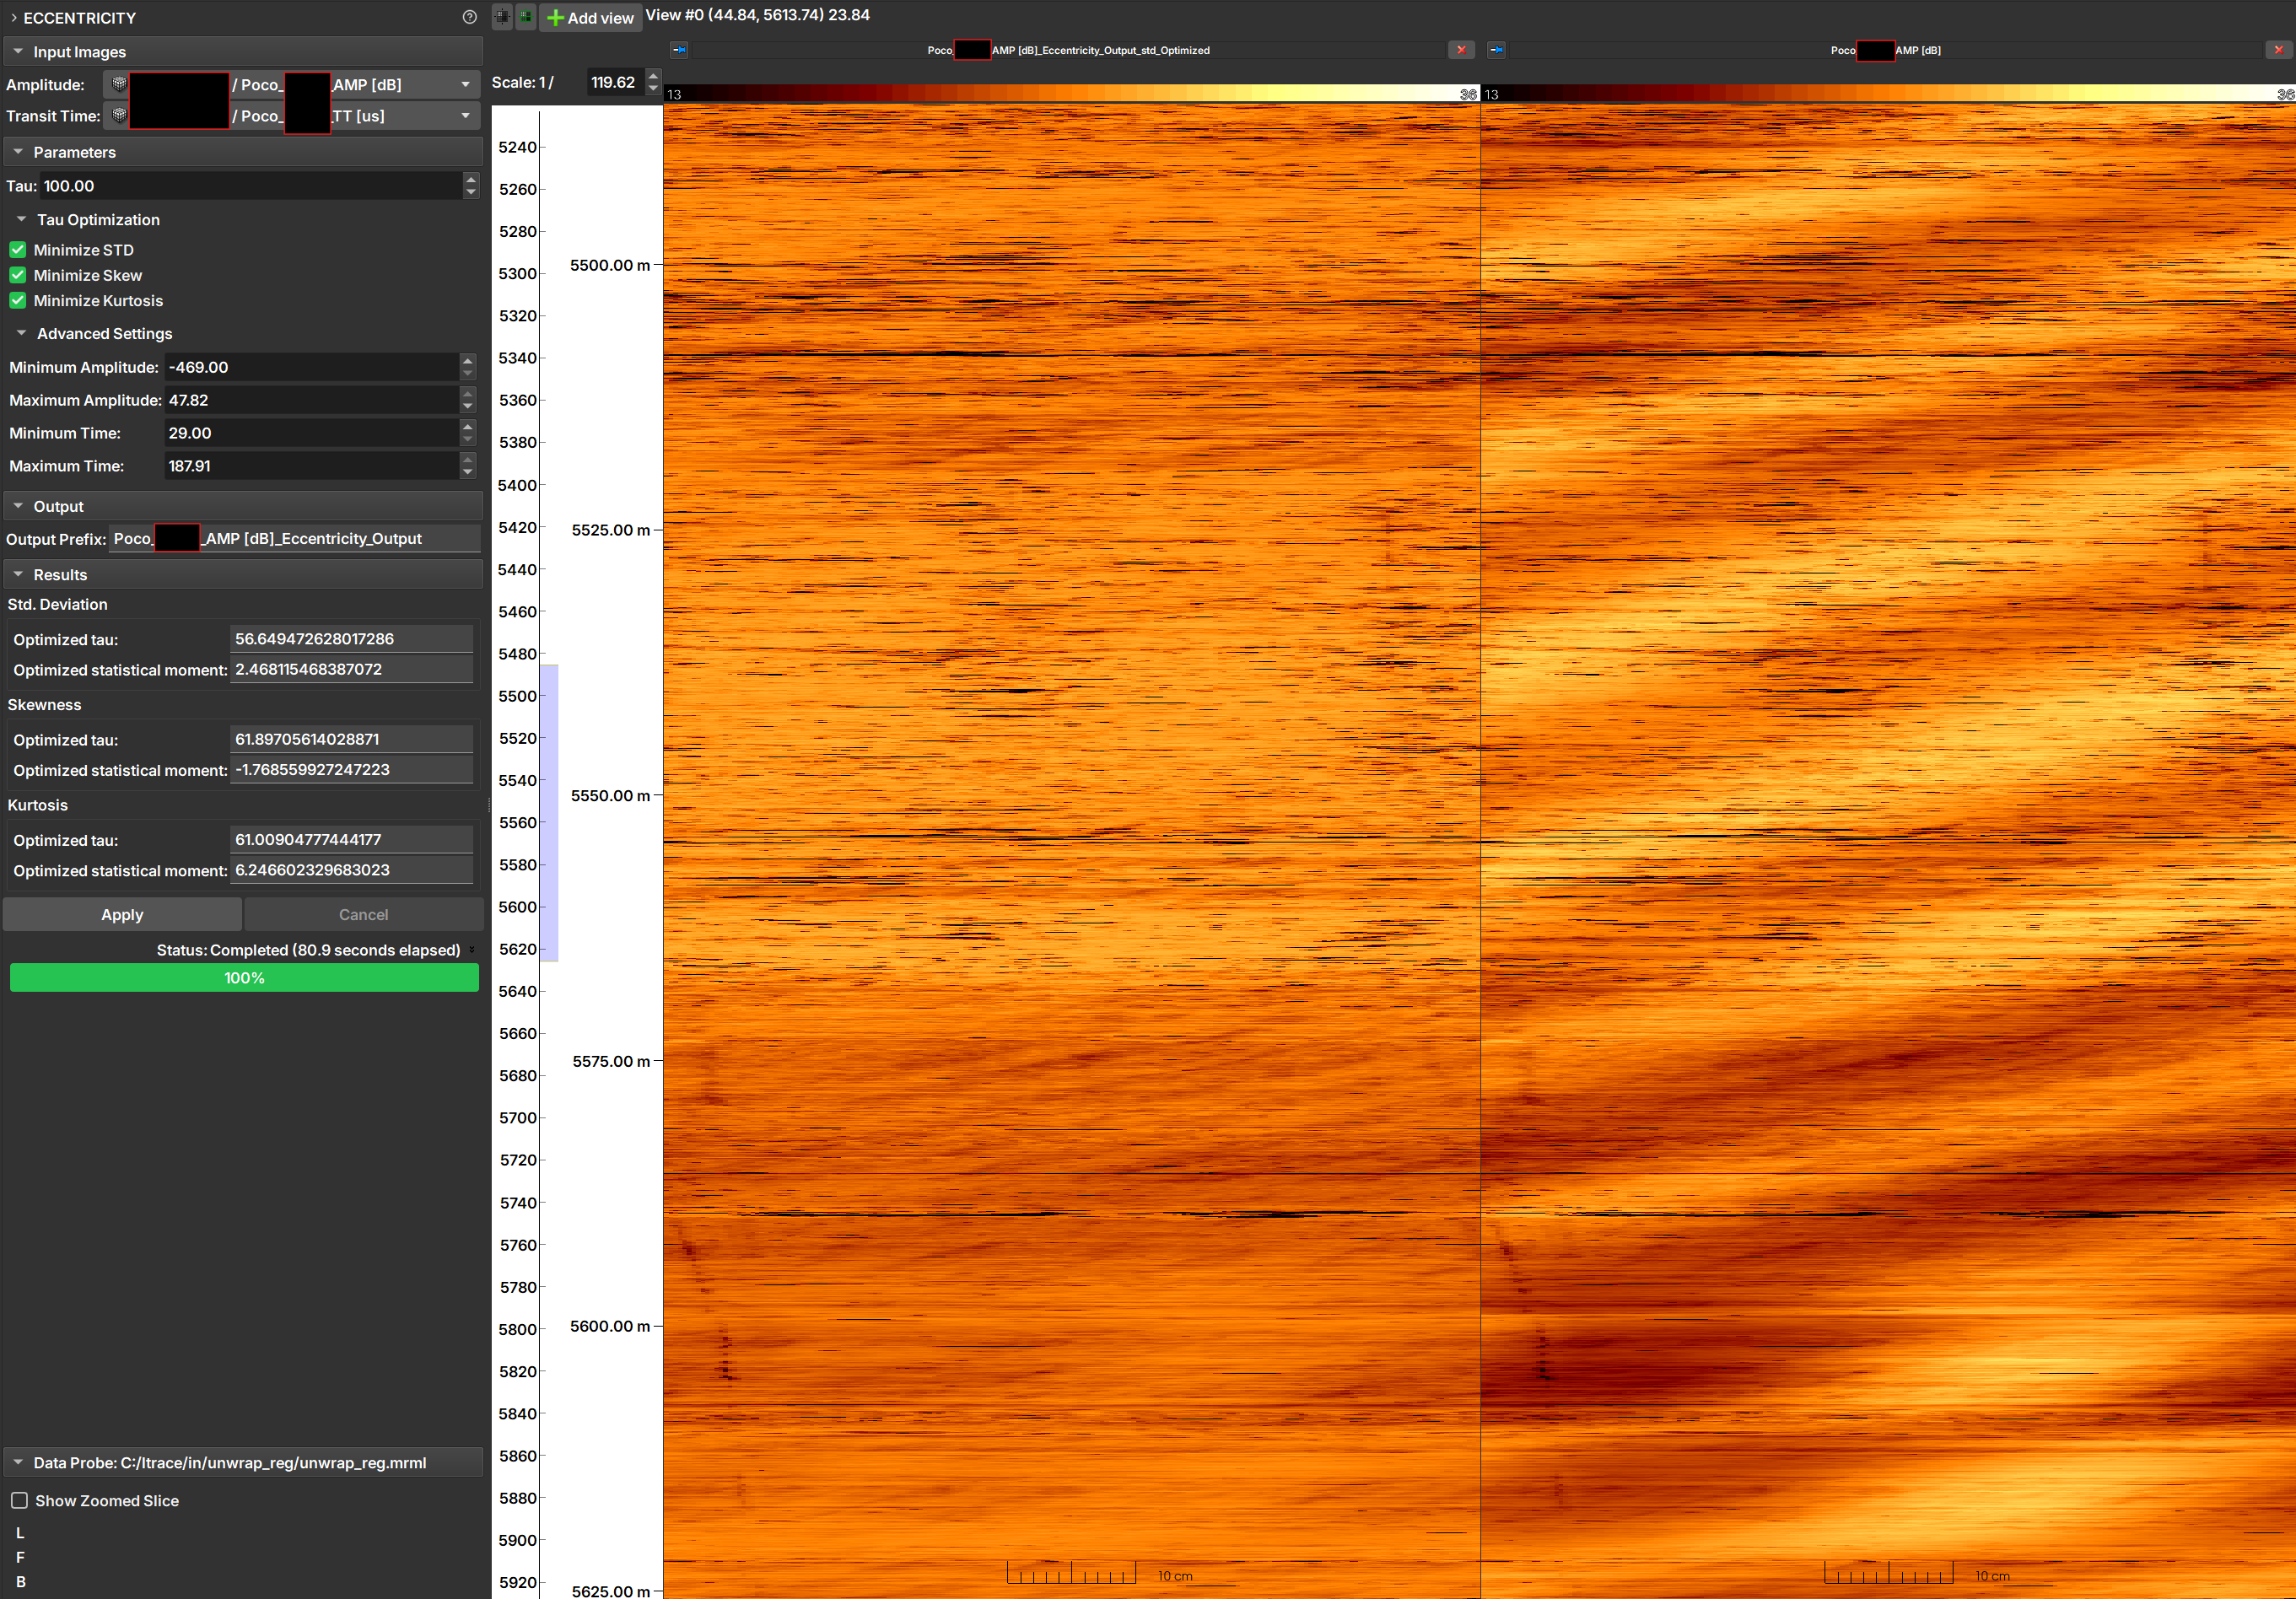 ECCENTRICITY
Input Images
Amplitude: / Poco_ AMP [dB]
Transit Time: / Poco_ _TT [us]
Parameters
Tau: 100.00
Tau Optimization
Minimize STD
Minimize Skew
Minimize Kurtosis
Advanced Settings
Minimum Amplitude: -469.00
Maximum Amplitude: 47.82
Minimum Time: 29.00
Maximum Time: 187.91
Output
Output Prefix: Poco_ _AMP [dB]_Eccentricity_Output
Results
Std. Deviation
Optimized tau: 56.649472628017286
Optimized statistical moment: 2.468115468387072
Skewness
Optimized tau: 61.89705614028871
Optimized statistical moment: -1.768559927247223
Kurtosis
Optimized tau: 61.00904777444177
Optimized statistical moment: 6.246602329683023
Apply Cancel
Status: Completed (80.9 seconds elapsed)
100%
Data Probe: C:/ltrace/in/unwrap_reg/unwrap_reg.mrml
Show Zoomed Slice
L
F
B
Add view View #0 (44.84, 5613.74) 23.84
Poco_ AMP [dB]_Eccentricity_Output_std_Optimized
Poco AMP [dB]
Scale: 1/ 119.62
13 36 13 36
5240
5260
5280
5300
5320
5340
5360
5380
5400
5420
5440
5460
5480
5500
5520
5540
5560
5580
5600
5620
5640
5660
5680
5700
5720
5740
5760
5780
5800
5820
5840
5860
5880
5900
5920
5500.00 m
5525.00 m
5550.00 m
5575.00 m
5600.00 m
5625.00 m
10 cm
10 cm